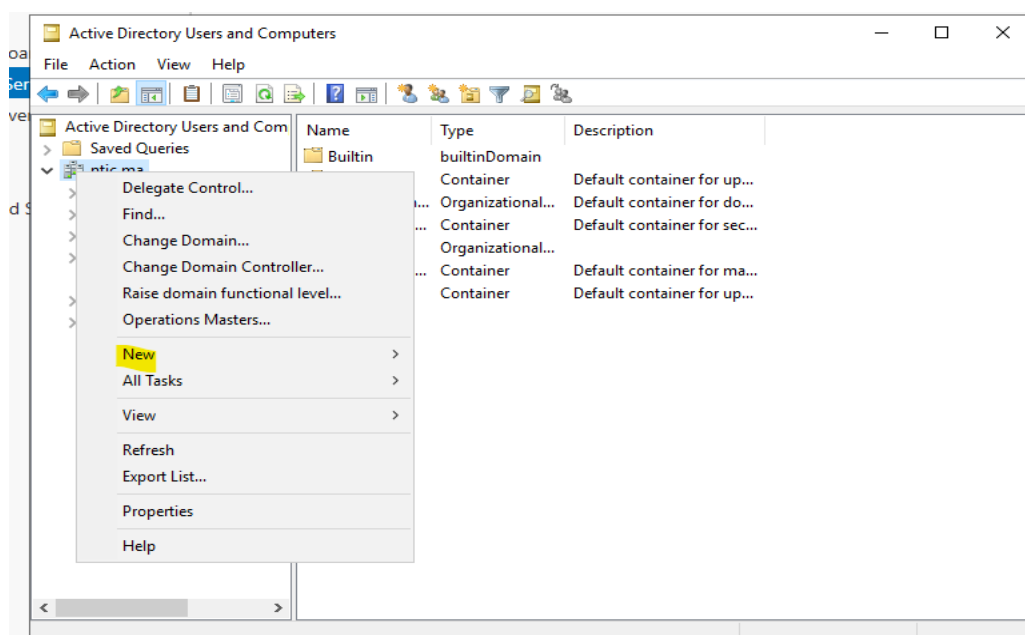 Active Directory Users and Computers
File Action View Help
Active Directory Users and Com
Saved Queries
ntic.ma
Name Type Description
Builtin builtinDomain
Container Default container for up...
... Organizational... Default container for do...
... Container Default container for sec...
Organizational...
... Container Default container for ma...
Container Default container for up...
Delegate Control...
Find...
Change Domain...
Change Domain Controller...
Raise domain functional level...
Operations Masters...
New
All Tasks
View
Refresh
Export List...
Properties
Help